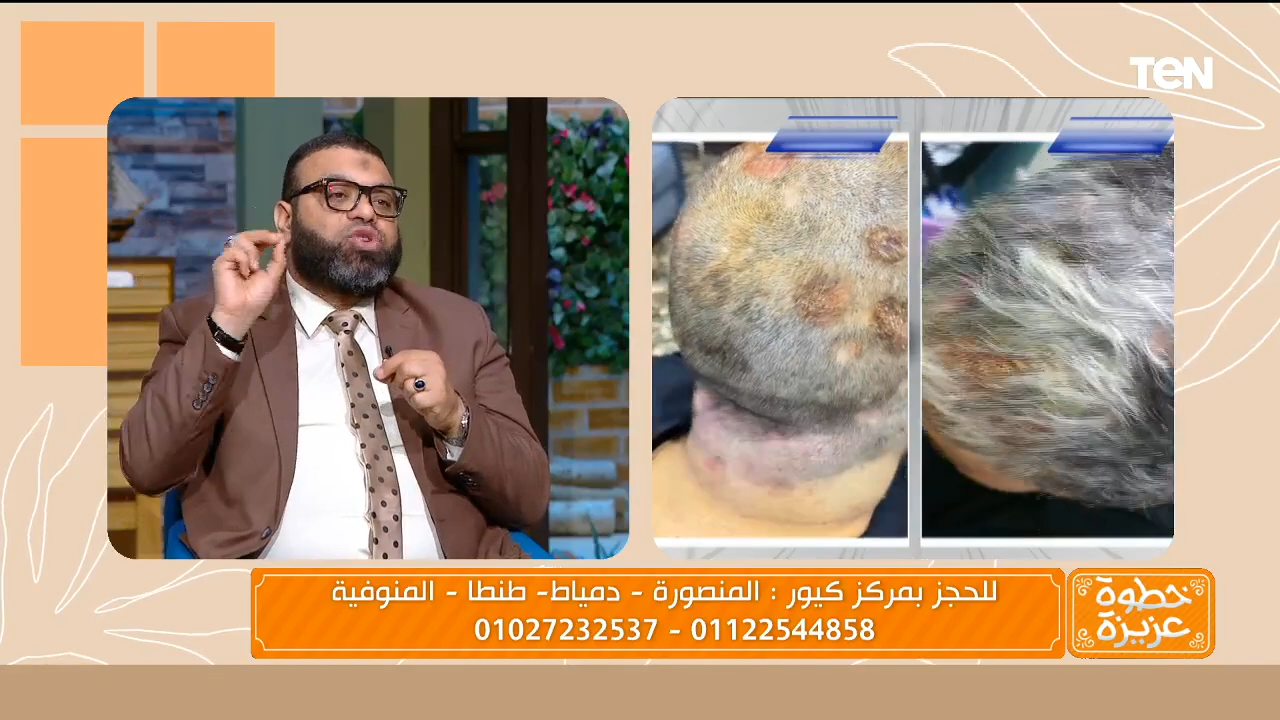 TEN
للحجز بمركز كيور : المنصورة - دمياط- طنطا - المنوفية
01122544858 - 01027232537
خطوة
عزيزة